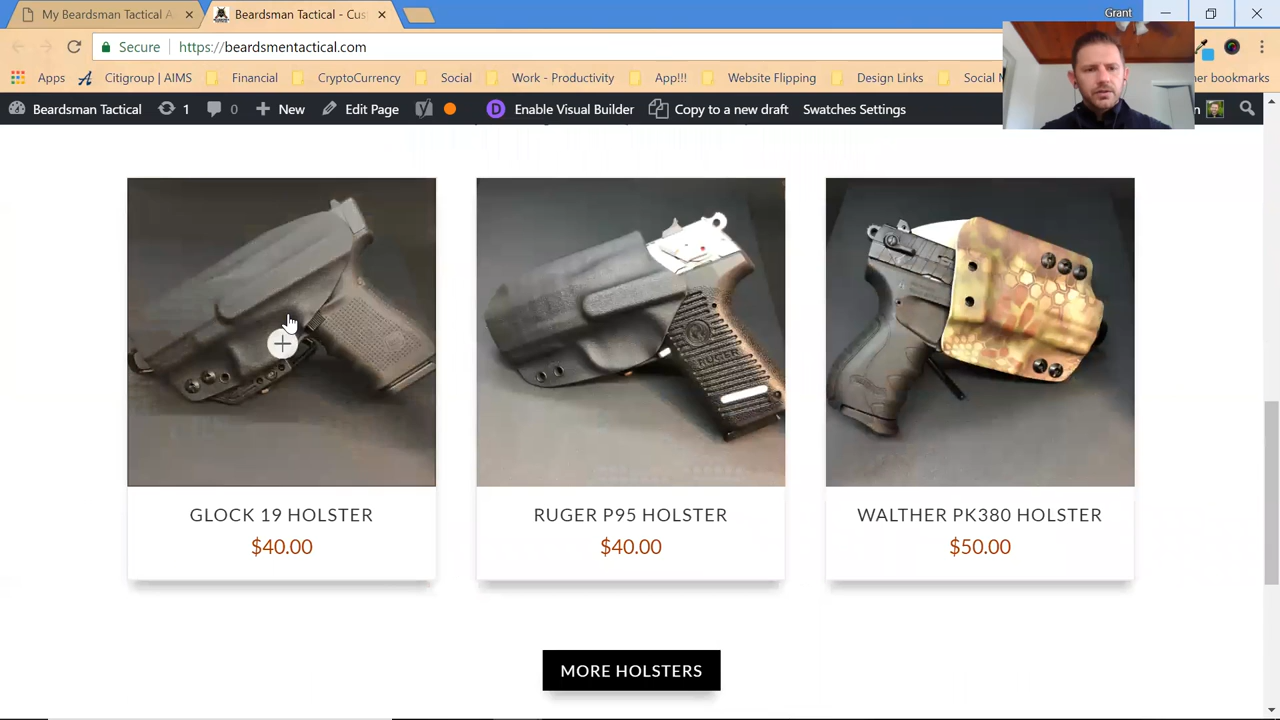 My Beardsman Tactical A
Beardsman Tactical - Cus
Grant
Secure
https://beardsmentactical.com
Apps
Citigroup | AIMS
Financial
CryptoCurrency
Social
Work - Productivity
App!!!
Website Flipping
Design Links
Social M
her bookmarks
Beardsman Tactical
1
0
New
Edit Page
D
Enable Visual Builder
Copy to a new draft
Swatches Settings
n
RUGER
GLOCK 19 HOLSTER
$40.00
RUGER P95 HOLSTER
$40.00
WALTHER PK380 HOLSTER
$50.00
MORE HOLSTERS